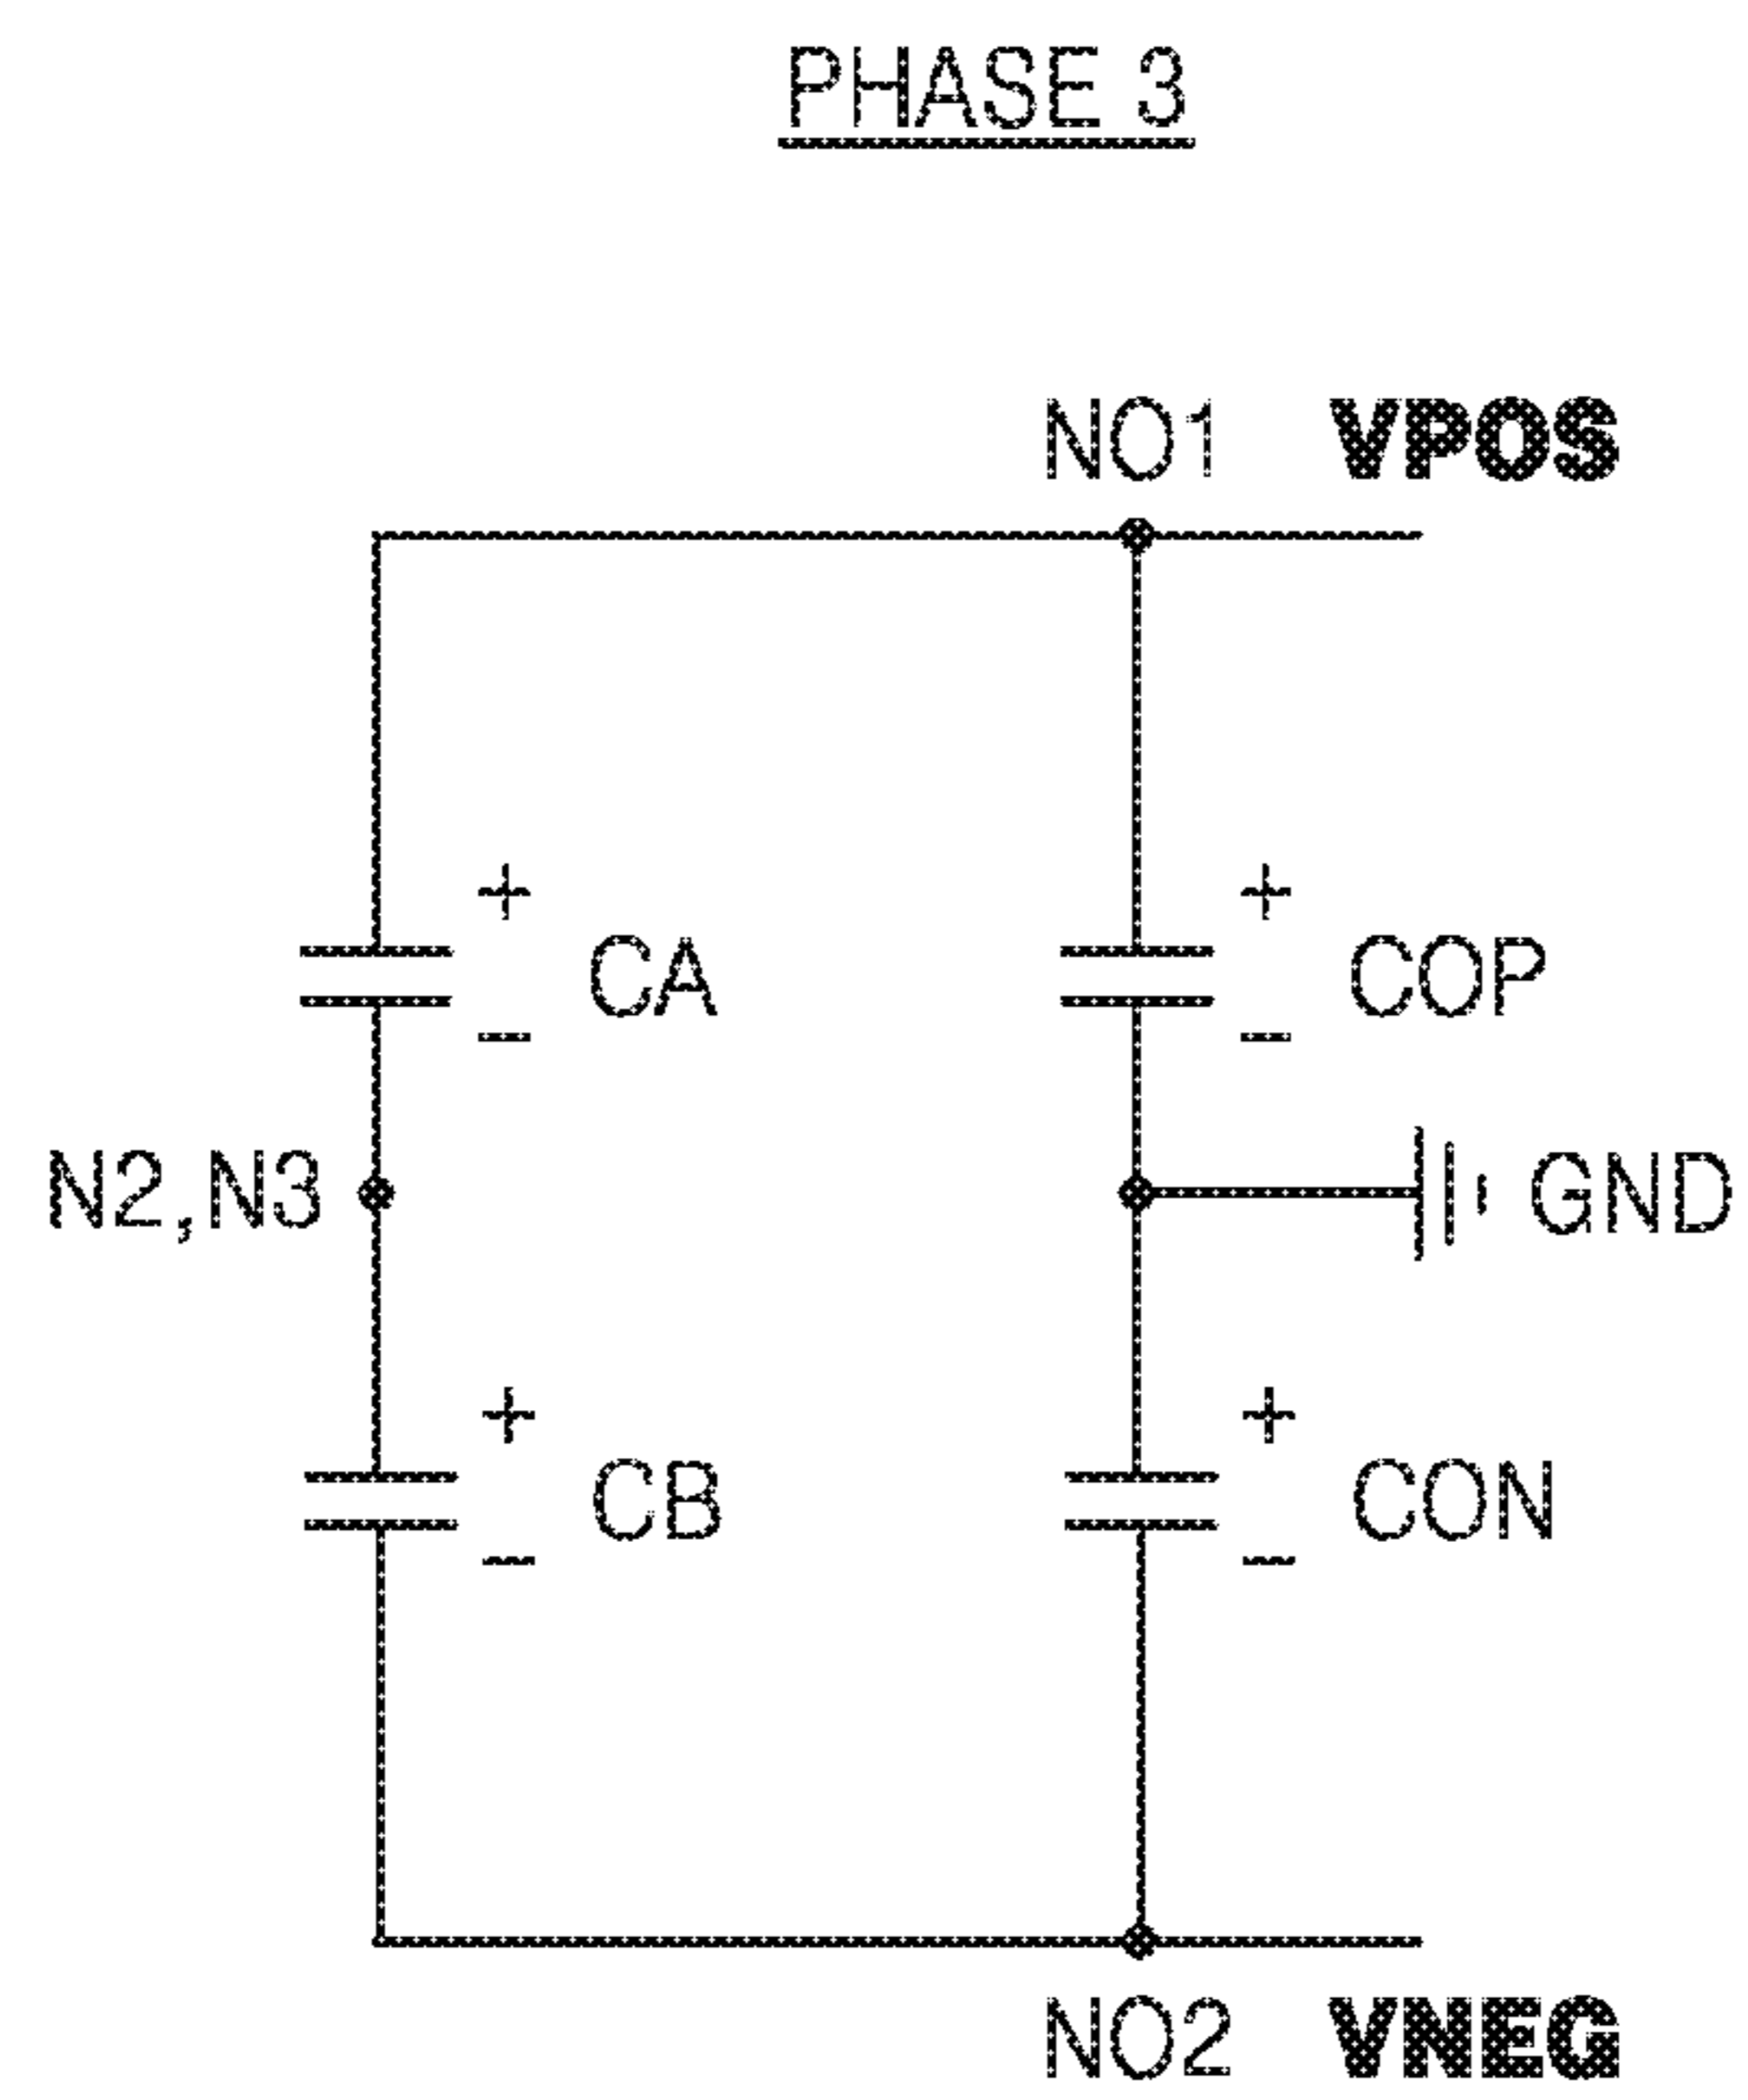 PHASE 3
NO1 VPOS
+ +
CA COP
- -
N2,N3 GND
+ +
CB CON
- -
NO2 VNEG